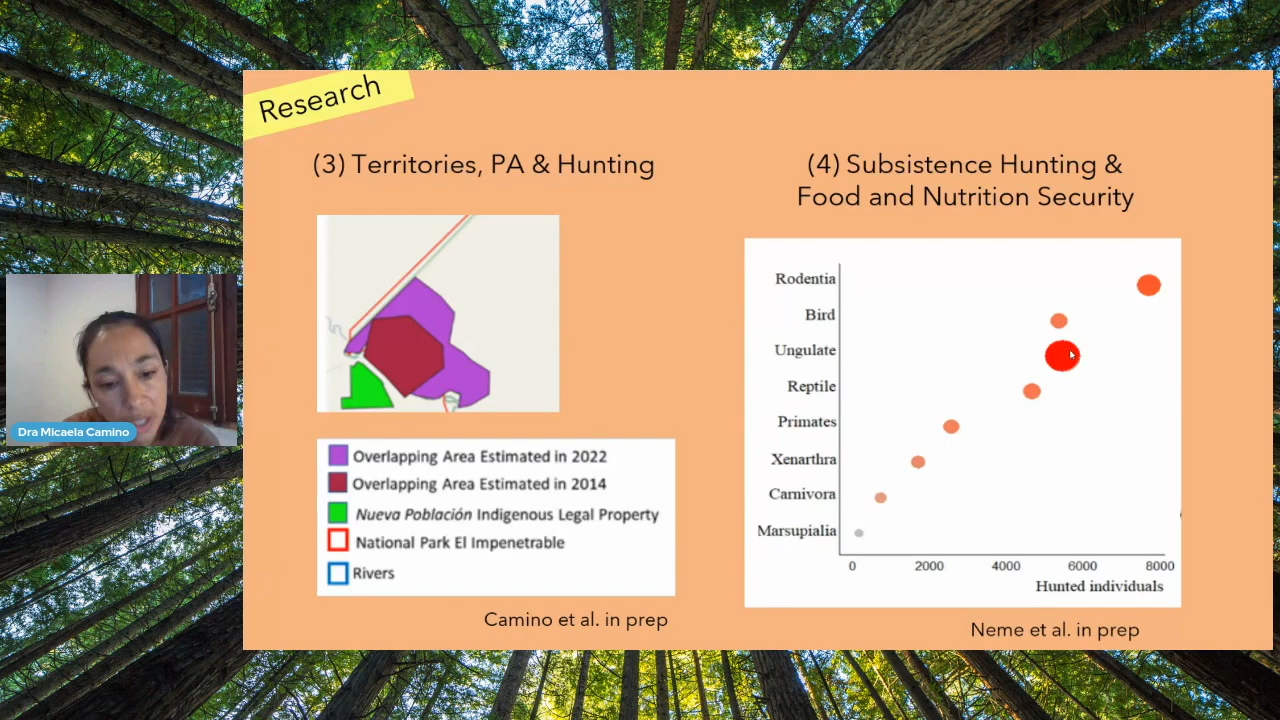 Research
(3) Territories, PA & Hunting
Overlapping Area Estimated in 2022
Overlapping Area Estimated in 2014
Nueva Población Indigenous Legal Property
National Park El Impenetrable
Rivers
Camino et al. in prep
(4) Subsistence Hunting &
Food and Nutrition Security
Rodentia
Bird
Ungulate
Reptile
Primates
Xenarthra
Carnivora
Marsupialia
0 2000 4000 6000 8000
Hunted individuals
Neme et al. in prep
Dra Micaela Camino